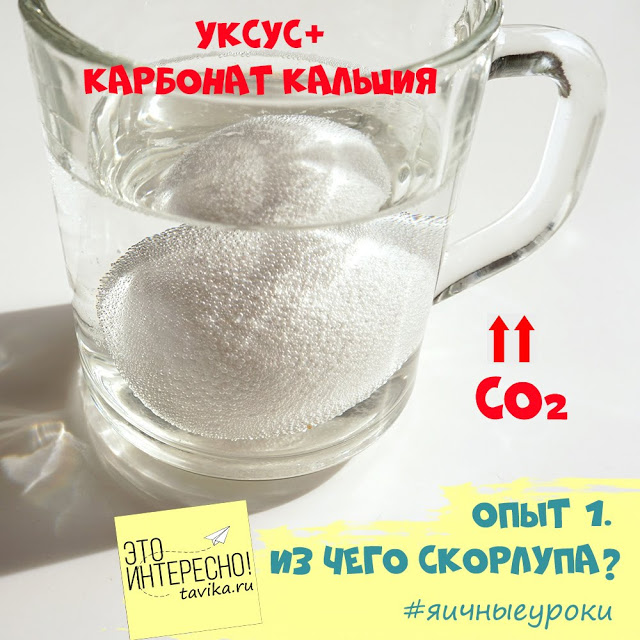 УКСУС+
КАРБОНАТ КАЛЬЦИЯ
CO₂
ОПЫТ 1.
ИЗ ЧЕГО СКОРЛУПА?
ЭТО
ИНТЕРЕСНО!
tavika.ru
#яичныеуроки